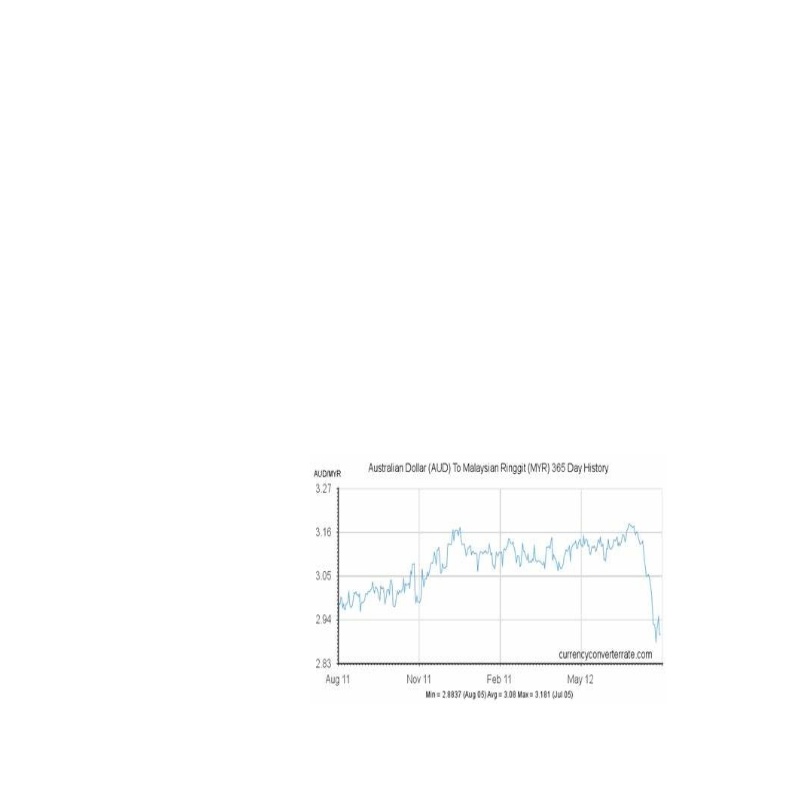 Australian Dollar (AUD) To Malaysian Ringgit (MYR) 365 Day History
AUD/MYR
3.27
3.16
3.05
2.94
2.83
currencyconverterrate.com
Aug 11
Nov 11
Feb 11
May 12
Min = 2.8837 (Aug 05) Avg = 3.08 Max = 3.181 (Jul 05)